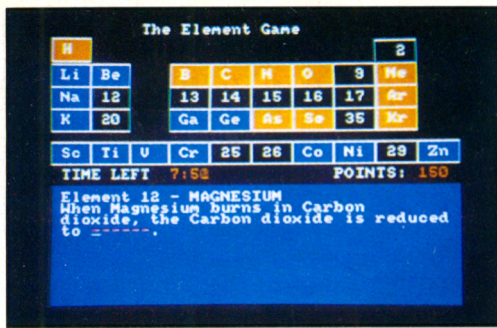 The Element Game
H 2
Li Be B C N O 9 Ne
Na 12 13 14 15 16 17 Ar
K 20 Ga Ge As Se 35 Kr
Sc Ti V Cr 25 26 Co Ni 29 Zn
TIME LEFT 7:50 POINTS: 150
Element 12 - MAGNESIUM
When Magnesium burns in Carbon
dioxide, the Carbon dioxide is reduced
to ------.